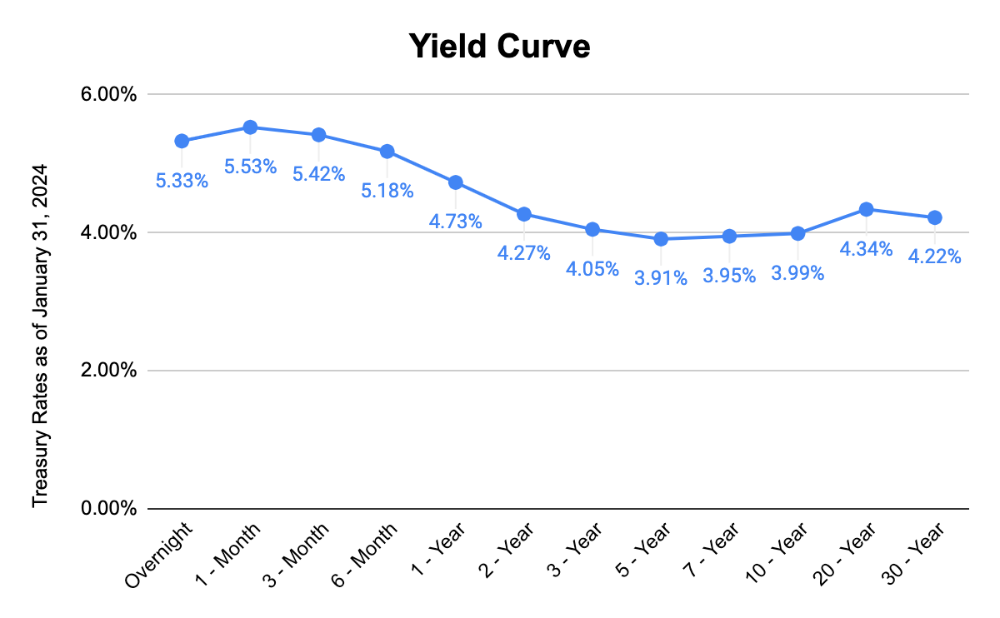 Yield Curve
Treasury Rates as of January 31, 2024
6.00%
4.00%
2.00%
0.00%
5.33%
5.53%
5.42%
5.18%
4.73%
4.27%
4.05%
3.91%
3.95%
3.99%
4.34%
4.22%
Overnight
1 - Month
3 - Month
6 - Month
1 - Year
2 - Year
3 - Year
5 - Year
7 - Year
10 - Year
20 - Year
30 - Year